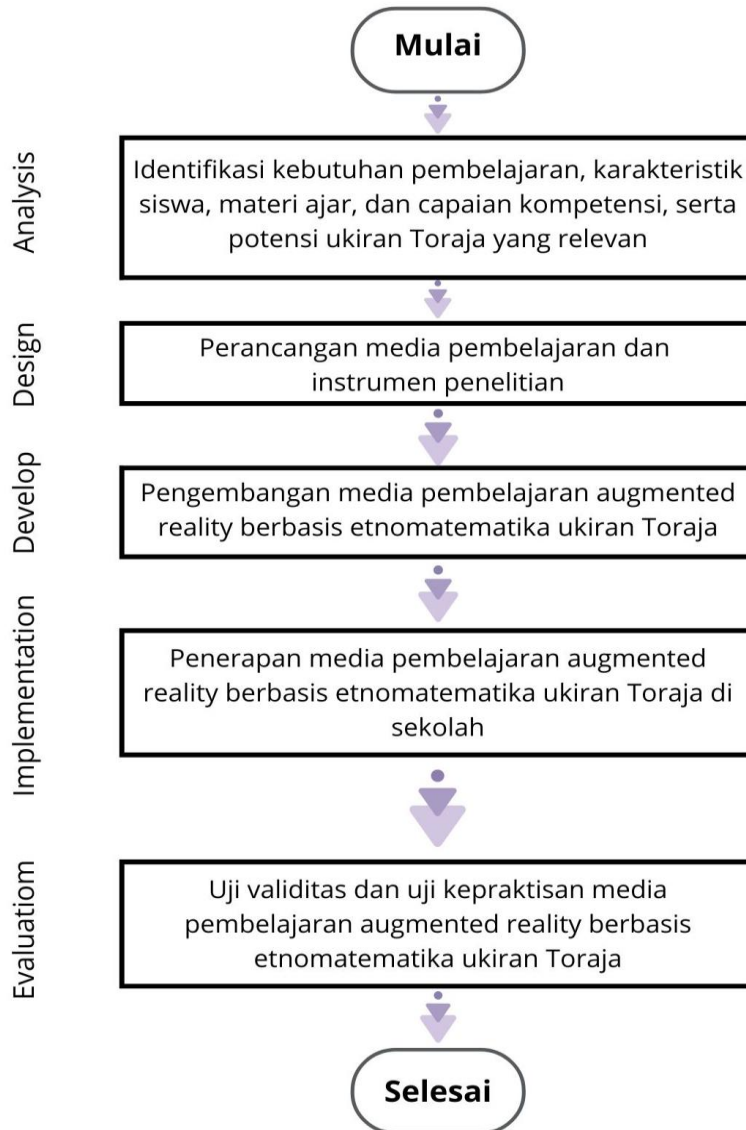 Mulai
Analysis
Identifikasi kebutuhan pembelajaran, karakteristik
siswa, materi ajar, dan capaian kompetensi, serta
potensi ukiran Toraja yang relevan
Design
Perancangan media pembelajaran dan
instrumen penelitian
Develop
Pengembangan media pembelajaran augmented
reality berbasis etnomatematika ukiran Toraja
Implementation
Penerapan media pembelajaran augmented
reality berbasis etnomatematika ukiran Toraja di
sekolah
Evaluatiom
Uji validitas dan uji kepraktisan media
pembelajaran augmented reality berbasis
etnomatematika ukiran Toraja
Selesai